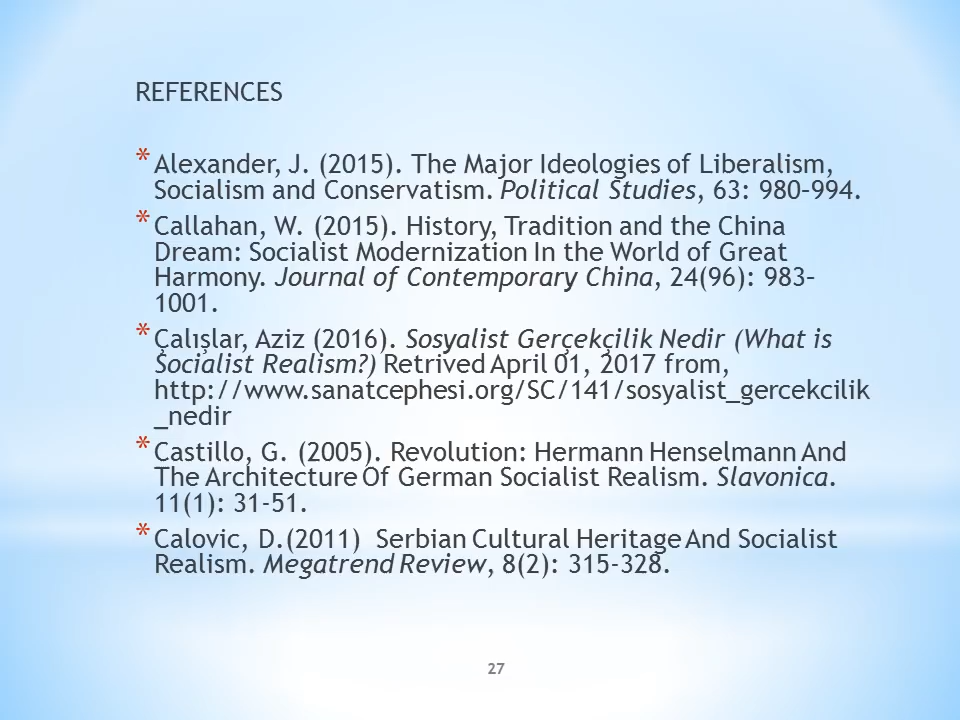 REFERENCES
* Alexander, J. (2015). The Major Ideologies of Liberalism,
Socialism and Conservatism. Political Studies, 63: 980–994.
* Callahan, W. (2015). History, Tradition and the China
Dream: Socialist Modernization In the World of Great
Harmony. Journal of Contemporary China, 24(96): 983–
1001.
* Çalışlar, Aziz (2016). Sosyalist Gerçekçilik Nedir (What is
Socialist Realism?) Retrived April 01, 2017 from,
http://www.sanatcephesi.org/SC/141/sosyalist_gercekcilik
_nedir
* Castillo, G. (2005). Revolution: Hermann Henselmann And
The Architecture Of German Socialist Realism. Slavonica.
11(1): 31-51.
* Calovic, D.(2011) Serbian Cultural Heritage And Socialist
Realism. Megatrend Review, 8(2): 315-328.
27